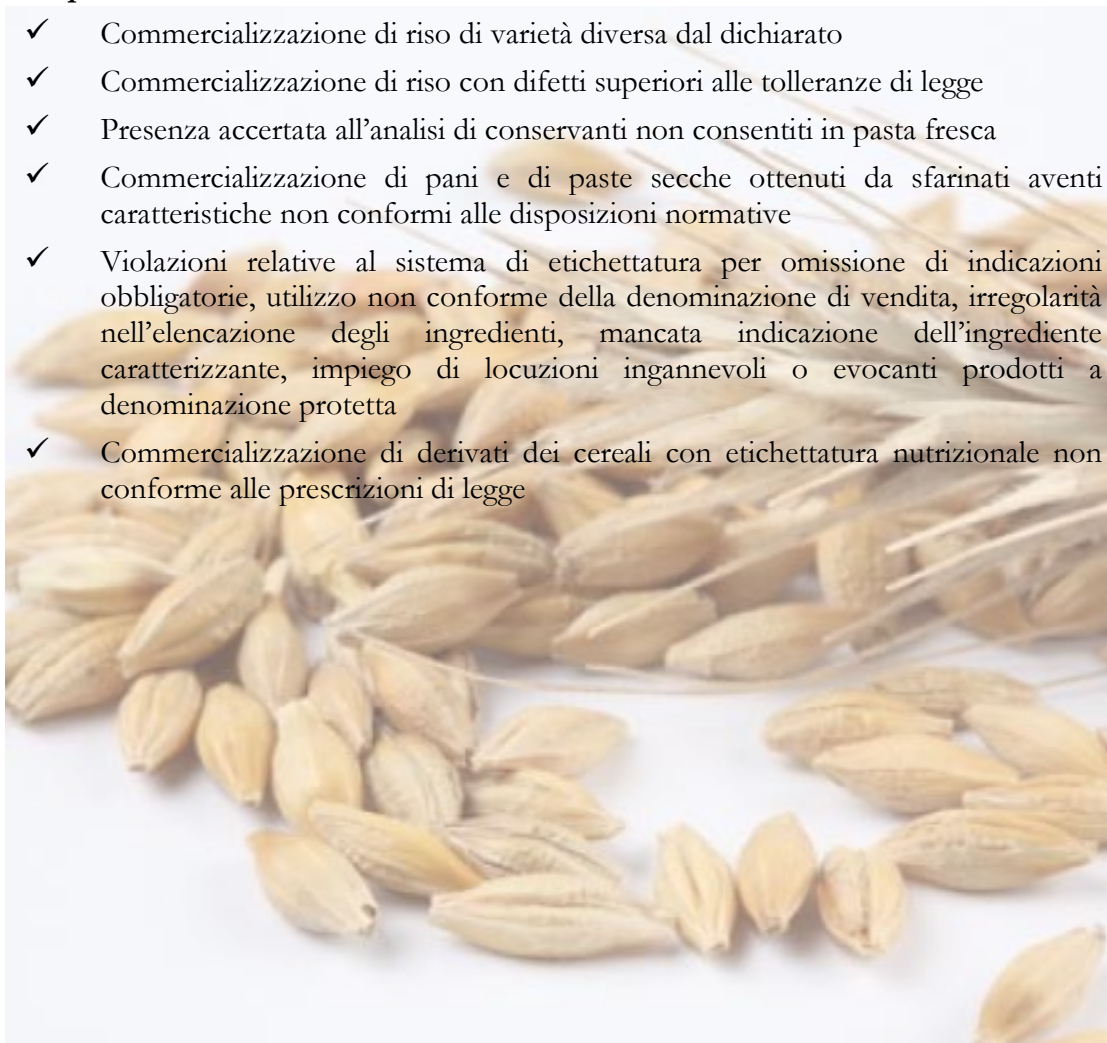 ✓ Commercializzazione di riso di varietà diversa dal dichiarato
✓ Commercializzazione di riso con difetti superiori alle tolleranze di legge
✓ Presenza accertata all'analisi di conservanti non consentiti in pasta fresca
✓ Commercializzazione di pani e di paste secche ottenuti da sfarinati aventi
caratteristiche non conformi alle disposizioni normative
✓ Violazioni relative al sistema di etichettatura per omissione di indicazioni
obbligatorie, utilizzo non conforme della denominazione di vendita, irregolarità
nell'elencazione degli ingredienti, mancata indicazione dell'ingrediente
caratterizzante, impiego di locuzioni ingannevoli o evocanti prodotti a
denominazione protetta
✓ Commercializzazione di derivati dei cereali con etichettatura nutrizionale non
conforme alle prescrizioni di legge